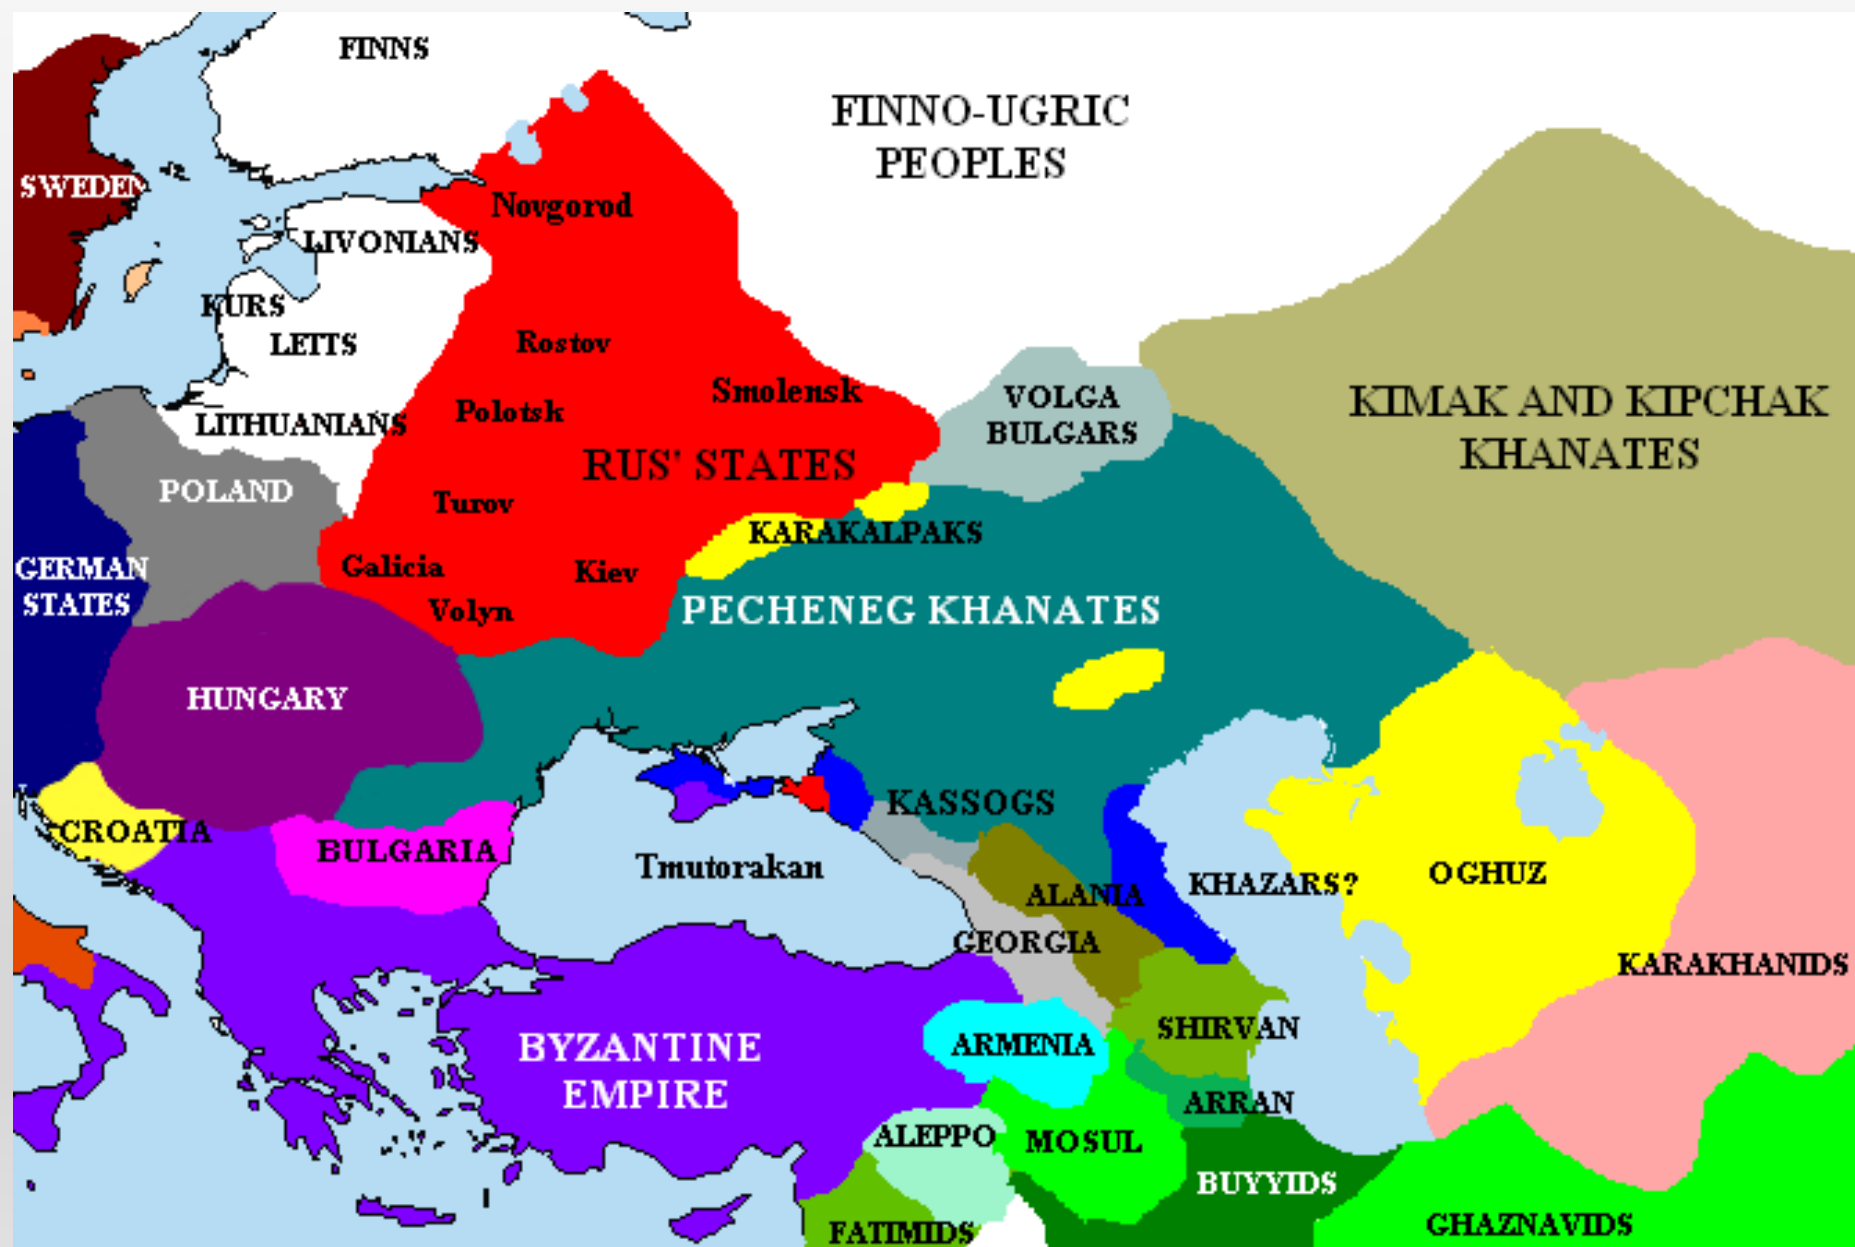 FINNS
FINNO-UGRIC
PEOPLES
SWEDEN
Novgorod
LIVONIANS
KURS
LETTS
Rostov
Smolensk
VOLGA
BULGARS
KIMAK AND KIPCHAK
KHANATES
LITHUANIANS
Polotsk
RUS' STATES
POLAND
Turov
KARAKALPAKS
GERMAN
STATES
Galicia
Kiev
Volyn
PECHENEG KHANATES
HUNGARY
KASSOGS
CROATIA
BULGARIA
Tmutorakan
ALANIA
KHAZARS?
OGHUZ
GEORGIA
KARAKHANIDS
BYZANTINE
EMPIRE
ARMENIA
SHIRVAN
ARRAN
ALEPPO
MOSUL
BUYYIDS
FATIMIDS
GHAZNAVIDS